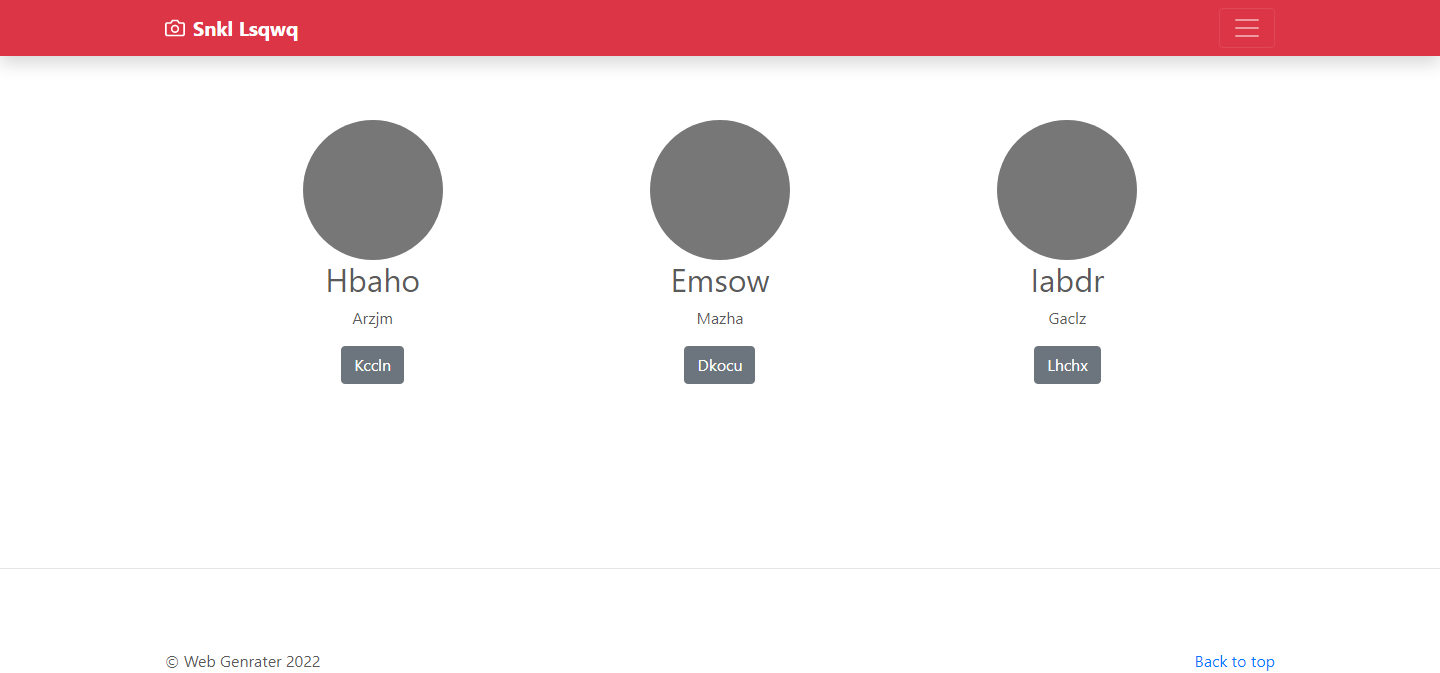 Snkl Lsqwq
Hbaho
Emsow
Iabdr
Arzjm
Mazha
Gaclz
Kccln
Dkocu
Lhchx
© Web Genrater 2022
Back to top